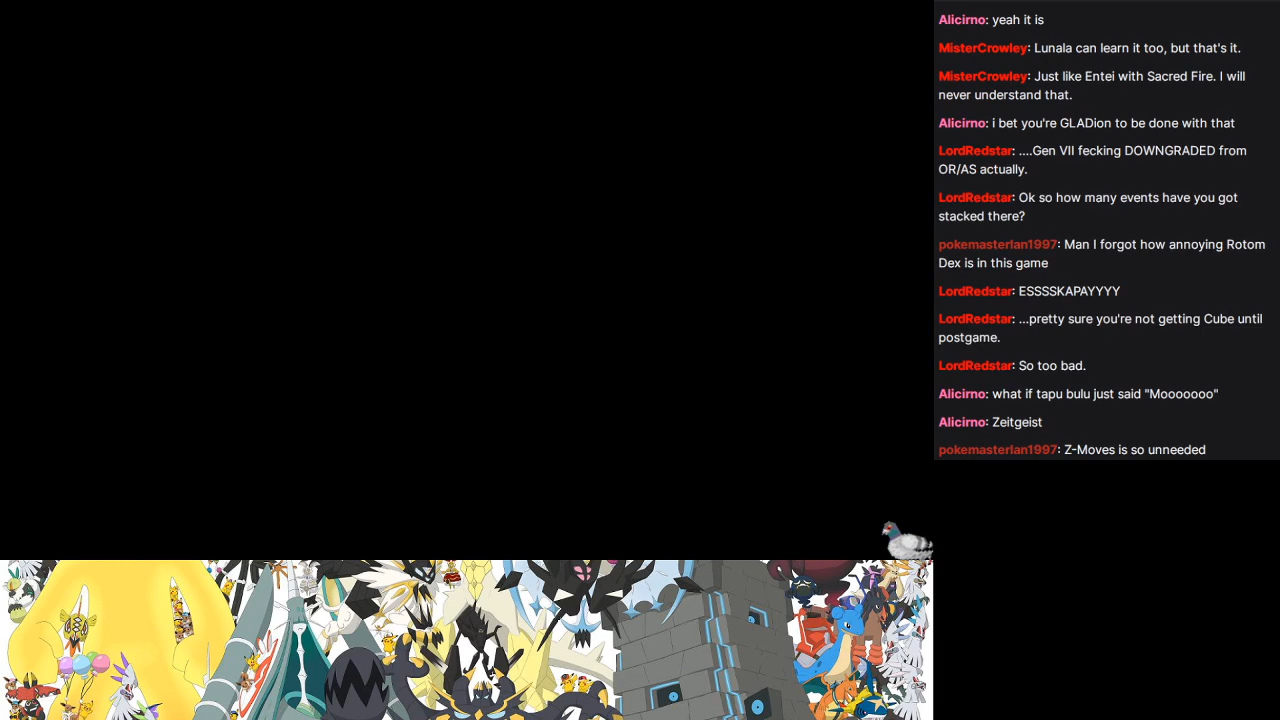 Alicirno: yeah it is
MisterCrowley: Lunala can learn it too, but that's it.
MisterCrowley: Just like Entei with Sacred Fire. I will
never understand that.
Alicirno: i bet you're GLADion to be done with that
LordRedstar: ....Gen VII fecking DOWNGRADED from
OR/AS actually.
LordRedstar: Ok so how many events have you got
stacked there?
pokemasterIan1997: Man I forgot how annoying Rotom
Dex is in this game
LordRedstar: ESSSSKAPAYYYY
LordRedstar: ...pretty sure you're not getting Cube until
postgame.
LordRedstar: So too bad.
Alicirno: what if tapu bulu just said "Mooooooo"
Alicirno: Zeitgeist
pokemasterIan1997: Z-Moves is so unneeded